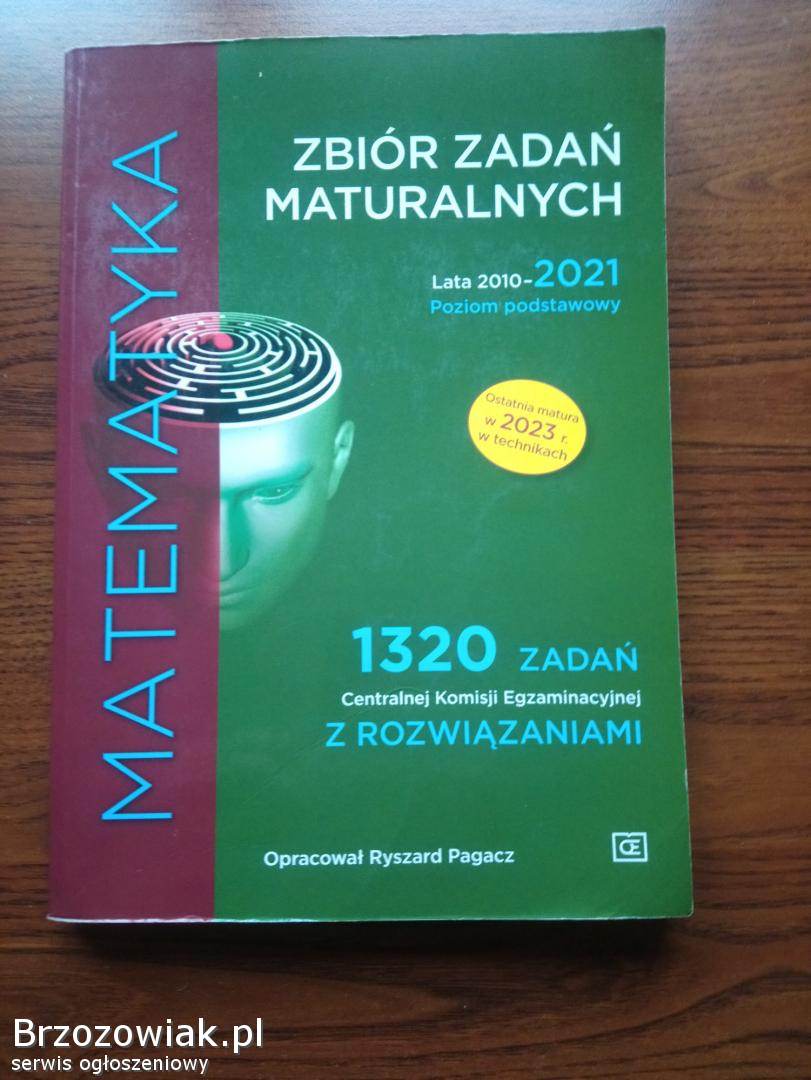 MATEMATYKA
ZBIÓR ZADAŃ
MATURALNYCH
Lata 2010-2021
Poziom podstawowy
Ostatnia matura
w 2023 r.
w technikach
1320 ZADAŃ
Centralnej Komisji Egzaminacyjnej
Z ROZWIĄZANIAMI
Opracował Ryszard Pagacz
OE
Brzozowiak.pl
serwis ogłoszeniowy